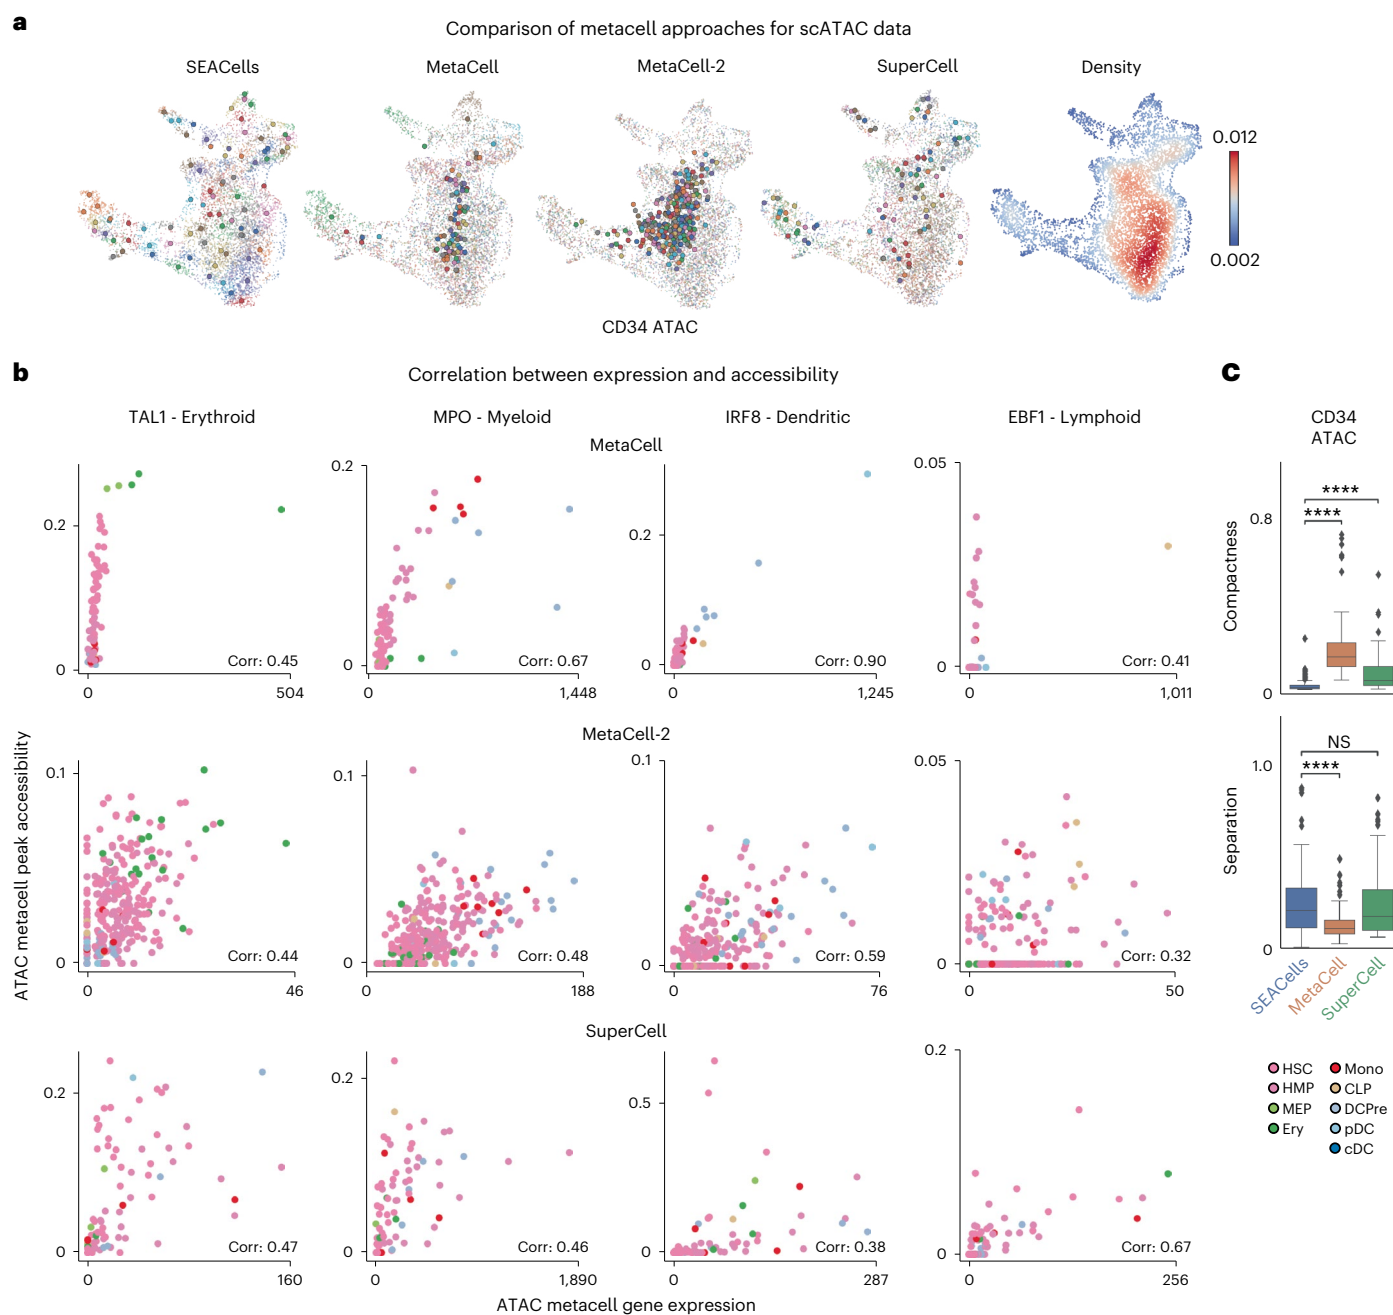 a
Comparison of metacell approaches for scATAC data
SEACells
MetaCell
MetaCell-2
SuperCell
Density
0.012
0.002
CD34 ATAC
b
Correlation between expression and accessibility
TAL1 - Erythroid
MPO - Myeloid
IRF8 - Dendritic
EBF1 - Lymphoid
MetaCell
0.2
0
Corr: 0.45
0
504
0.2
0
Corr: 0.67
0
1,448
0.2
0
Corr: 0.90
0
1,245
0.05
0
Corr: 0.41
0
1,011
MetaCell-2
0.1
0
Corr: 0.44
0
46
0.1
0
Corr: 0.48
0
188
0.1
0
Corr: 0.59
0
76
0.05
0
Corr: 0.32
0
50
SuperCell
0.2
0
Corr: 0.47
0
160
0.2
0
Corr: 0.46
0
1,890
0.5
0
Corr: 0.38
0
287
0.2
0
Corr: 0.67
0
256
ATAC metacell peak accessibility
ATAC metacell gene expression
c
CD34
ATAC
Compactness
0.8
0
****
****
Separation
1.0
0
NS
****
SEACells
MetaCell
SuperCell
HSC
HMP
MEP
Ery
Mono
CLP
DCPre
pDC
cDC